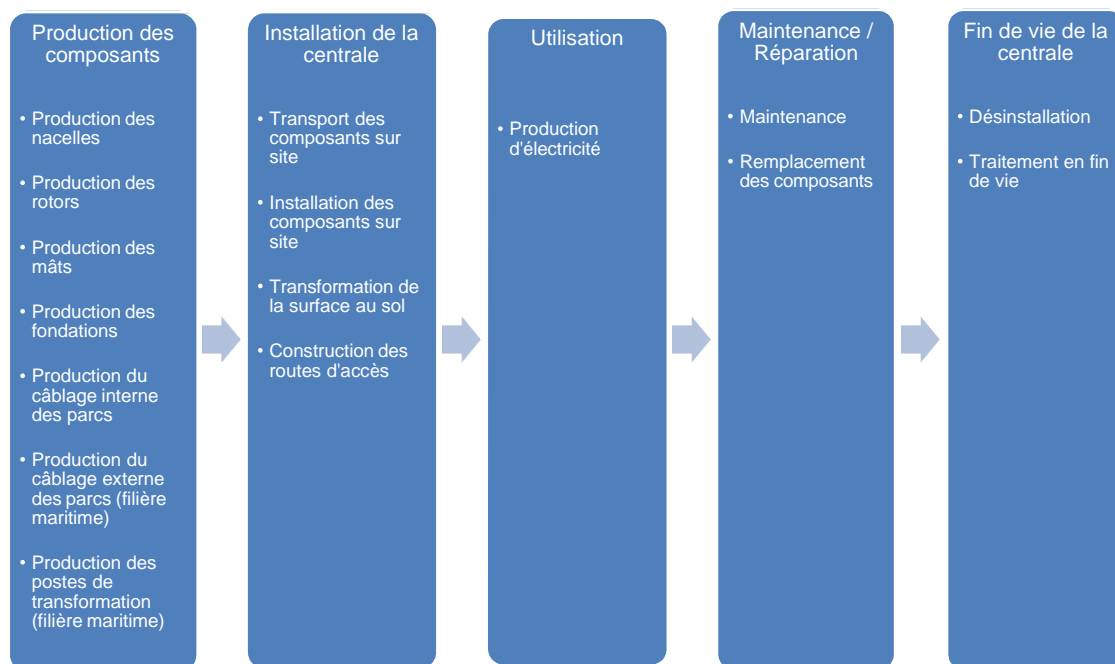 Production des
composants
• Production des
nacelles
• Production des
rotors
• Production des
mâts
• Production des
fondations
• Production du
câblage interne
des parcs
• Production du
câblage externe
des parcs (filière
maritime)
• Production des
postes de
transformation
(filière maritime)
Installation de la
centrale
• Transport des
composants sur
site
• Installation des
composants sur
site
• Transformation de
la surface au sol
• Construction des
routes d'accès
Utilisation
• Production
d'électricité
Maintenance /
Réparation
• Maintenance
• Remplacement
des composants
Fin de vie de la
centrale
• Désinstallation
• Traitement en fin
de vie